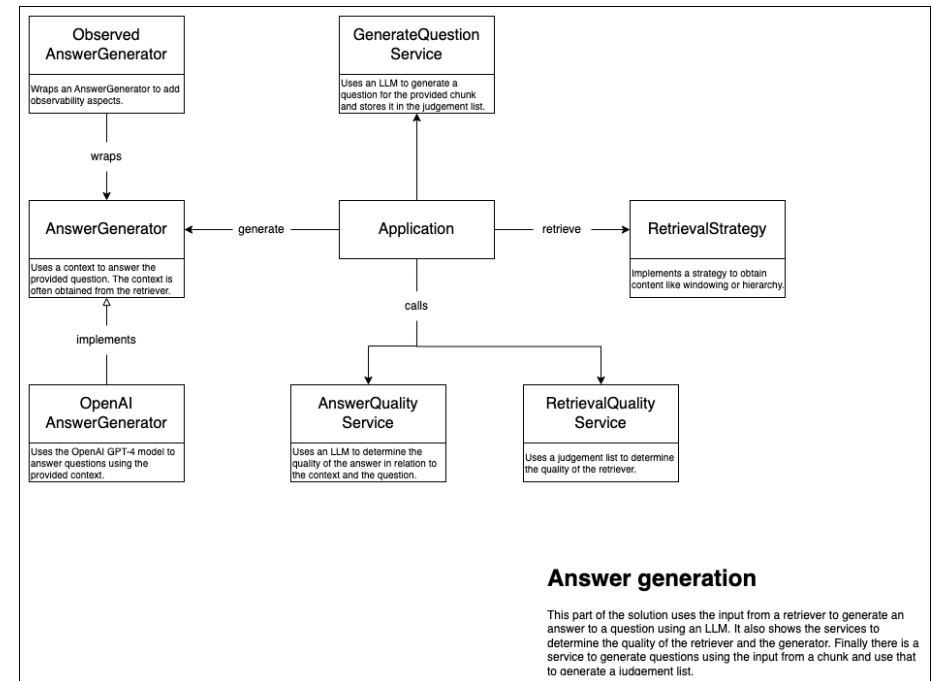 Observed
AnswerGenerator
Wraps an AnswerGenerator to add
observability aspects.
GenerateQuestion
Service
Uses an LLM to generate a
question for the provided chunk
and stores it in the judgement list.
wraps
AnswerGenerator
Uses a context to answer the
provided question. The context is
often obtained from the retriever.
generate
Application
retrieve
RetrievalStrategy
Implements a strategy to obtain
content like windowing or hierarchy.
calls
implements
OpenAI
AnswerGenerator
Uses the OpenAI GPT-4 model to
answer questions using the
provided context.
AnswerQuality
Service
Uses an LLM to determine the
quality of the answer in relation to
the context and the question.
RetrievalQuality
Service
Uses a judgement list to determine
the quality of the retriever.
Answer generation
This part of the solution uses the input from a retriever to generate an
answer to a question using an LLM. It also shows the services to
determine the quality of the retriever and the generator. Finally there is a
service to generate questions using the input from a chunk and use that
to generate a judgement list.